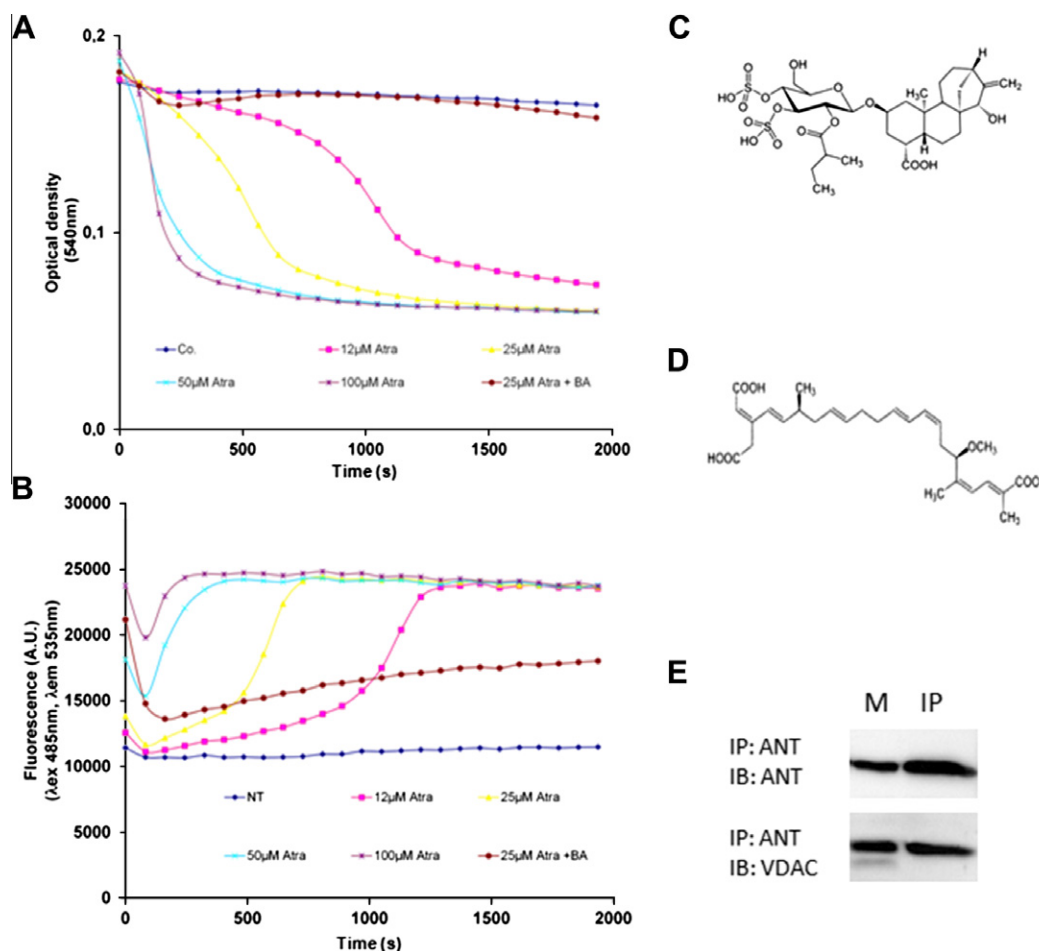 A
0,2
0,1
0,0
Optical density
(540nm)
Co.
12µM Atra
25µM Atra
50µM Atra
100µM Atra
25µM Atra + BA
0
500
1000
1500
2000
Time (s)
B
30000
25000
20000
15000
10000
5000
0
Fluorescence (A.U.)
(λex 485nm, λem 535nm)
NT
12µM Atra
25µM Atra
50µM Atra
100µM Atra
25µM Atra +BA
0
500
1000
1500
2000
Time (s)
C
OH
H
O
O
S
HO
O
O
O
CH₃
CH₂
HO
S
O
O
O
O
OH
O
H
CH₃
COOH
CH₃
D
COOH
CH₃
HOOC
OCH₃
H₃C
COO
CH₃
E
M IP
IP: ANT
IB: ANT
IP: ANT
IB: VDAC